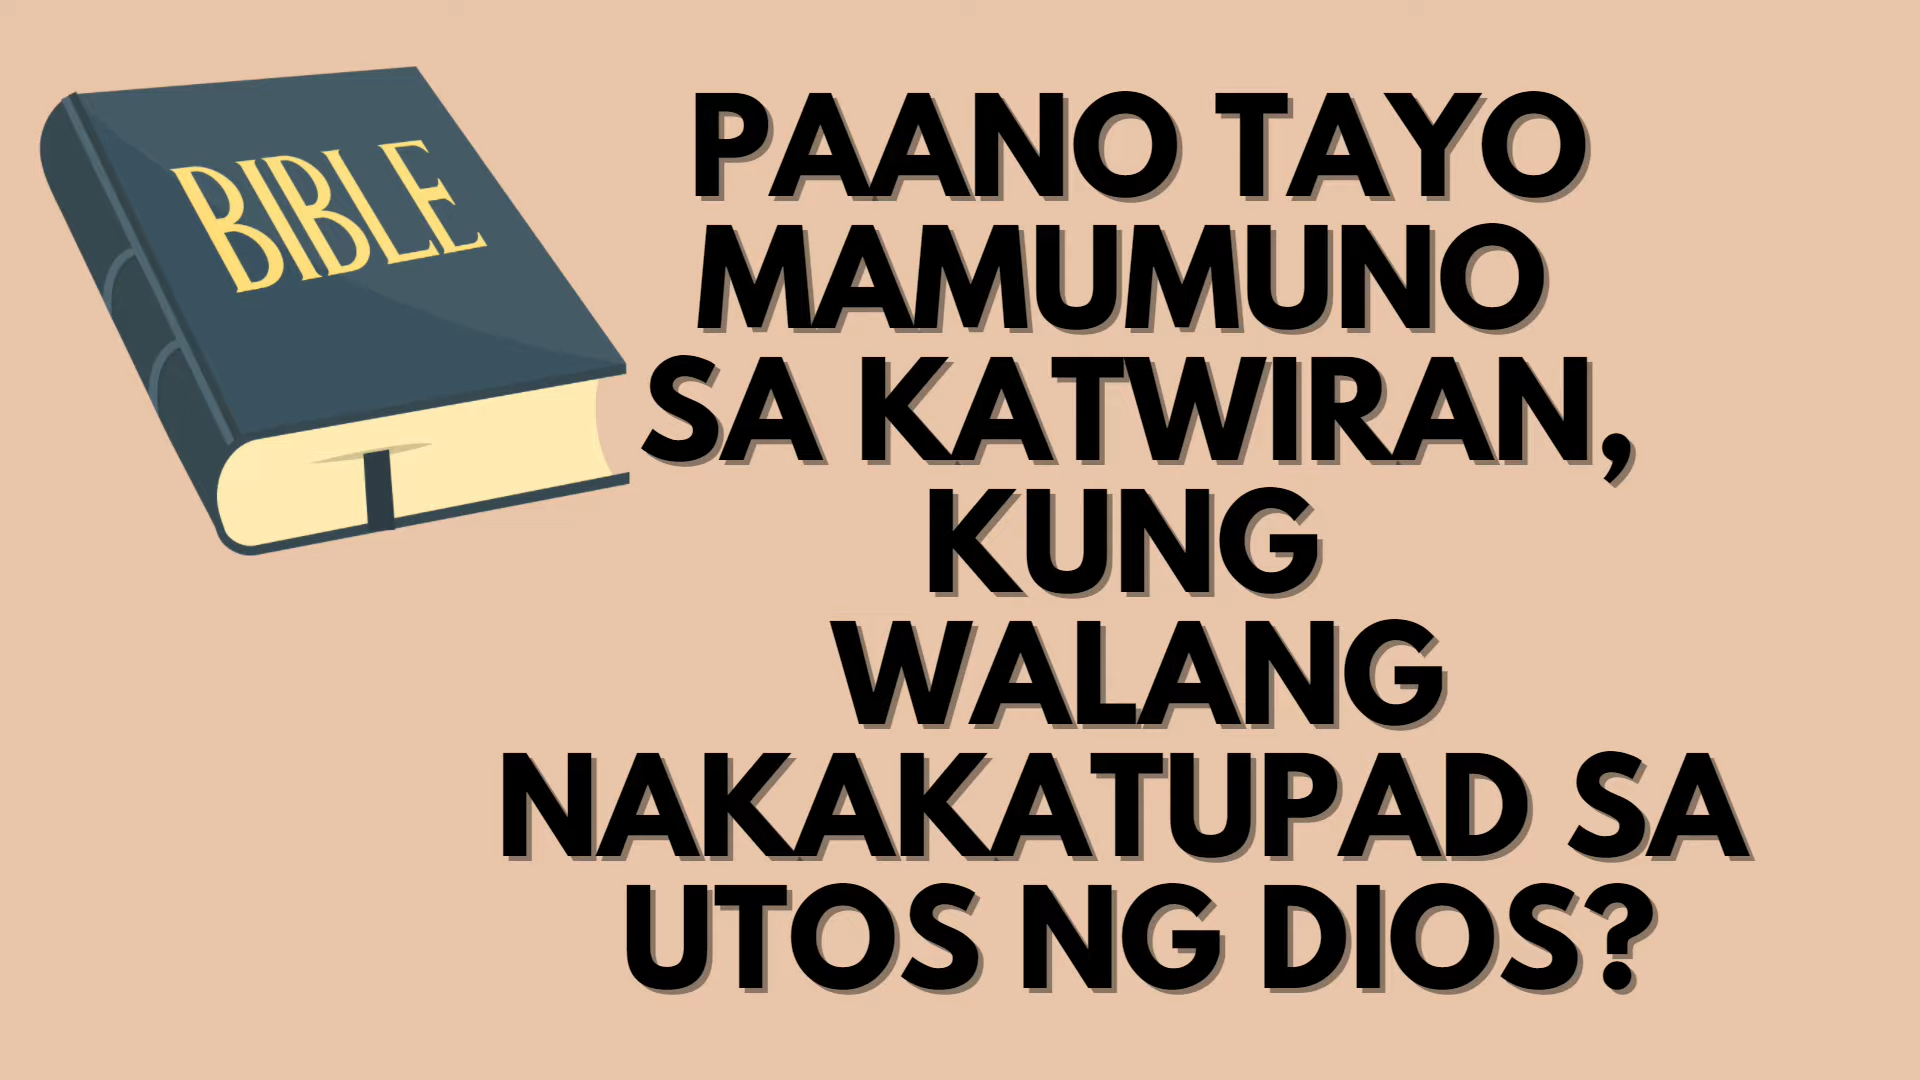 BIBLE
PAANO TAYO
MAMUMUNO
SA KATWIRAN,
KUNG
WALANG
NAKAKATUPAD SA
UTOS NG DIOS?